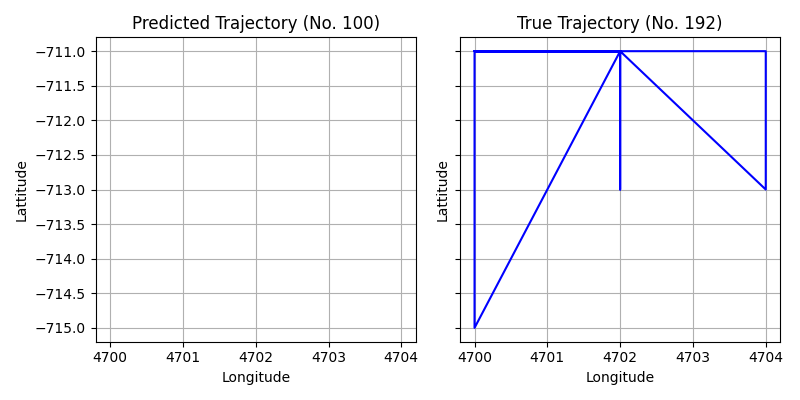 Predicted Trajectory (No. 100)
True Trajectory (No. 192)
−711.0
−711.5
−712.0
−712.5
−713.0
−713.5
−714.0
−714.5
−715.0
Lattitude
Lattitude
4700 4701 4702 4703 4704
4700 4701 4702 4703 4704
Longitude
Longitude